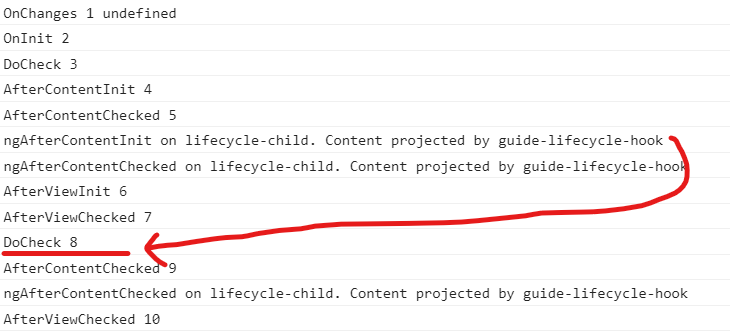 OnChanges 1 undefined
OnInit 2
DoCheck 3
AfterContentInit 4
AfterContentChecked 5
ngAfterContentInit on lifecycle-child. Content projected by guide-lifecycle-hook
ngAfterContentChecked on lifecycle-child. Content projected by guide-lifecycle-hook
AfterViewInit 6
AfterViewChecked 7
DoCheck 8
AfterContentChecked 9
ngAfterContentChecked on lifecycle-child. Content projected by guide-lifecycle-hook
AfterViewChecked 10